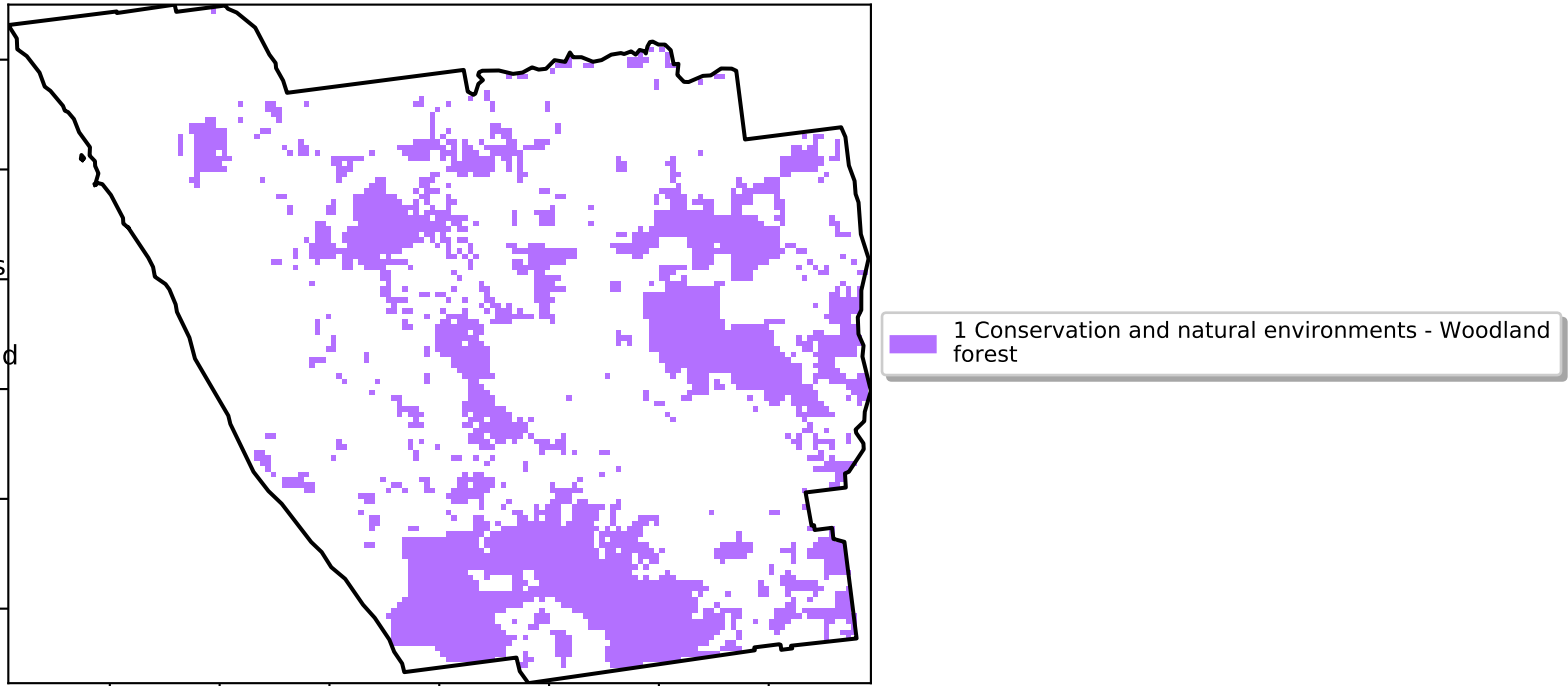 s
d
1 Conservation and natural environments - Woodland
forest